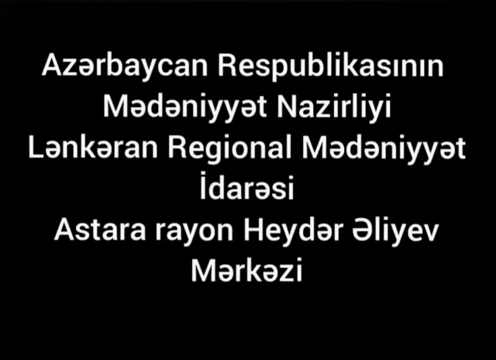 Azərbaycan Respublikasının
Mədəniyyət Nazirliyi
Lənkəran Regional Mədəniyyət
İdarəsi
Astara rayon Heydər Əliyev
Mərkəzi